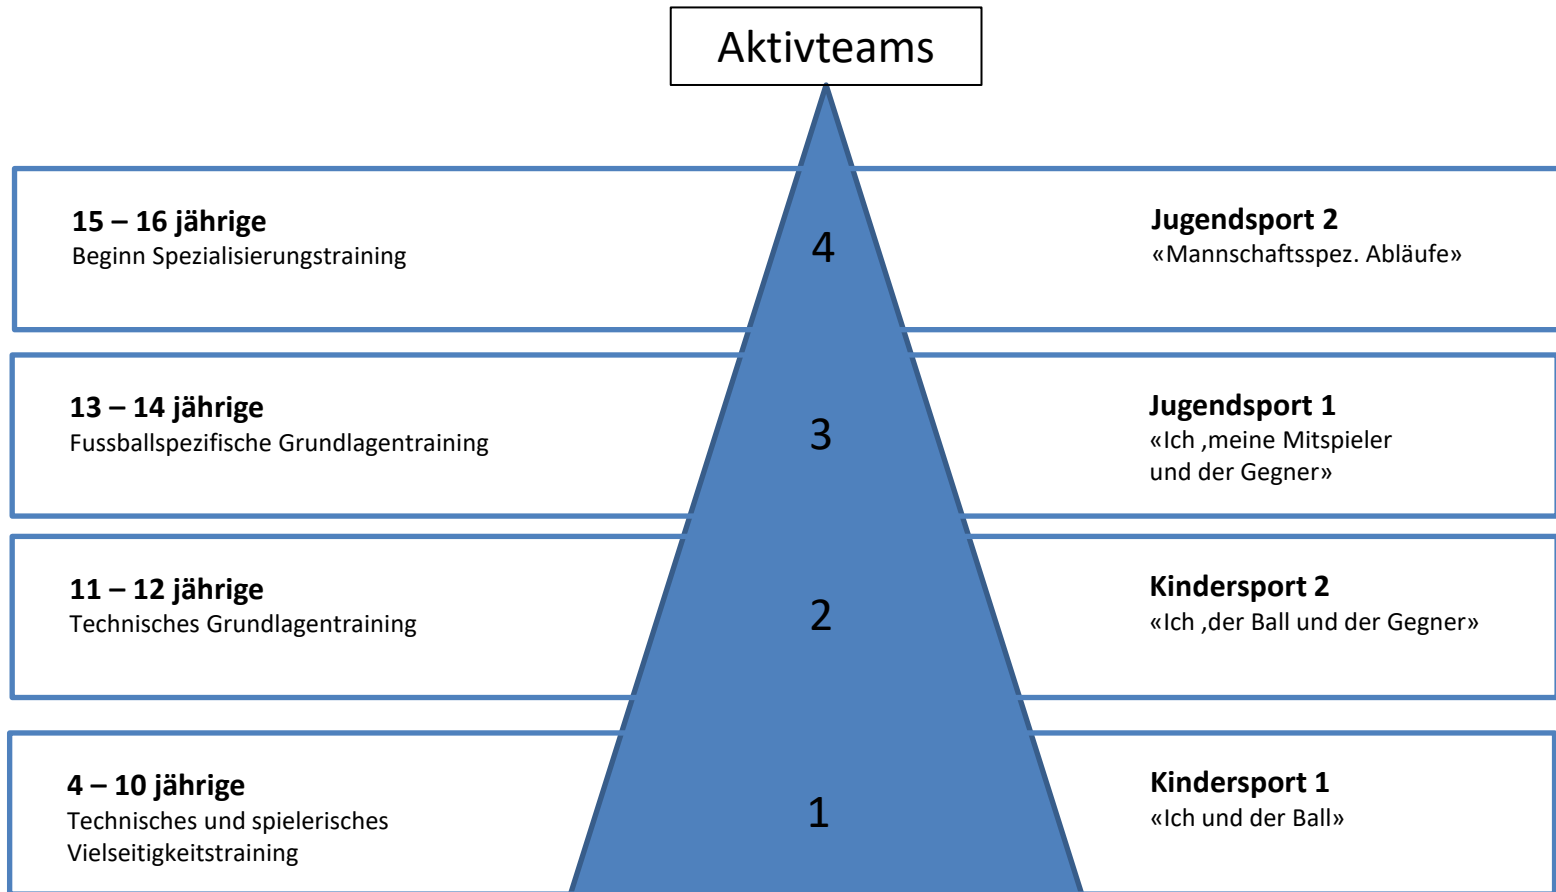 Aktivteams
15 – 16 jährige
Beginn Spezialisierungstraining
4
Jugendsport 2
«Mannschaftsspez. Abläufe»
13 – 14 jährige
Fussballspezifische Grundlagentraining
3
Jugendsport 1
«Ich ,meine Mitspieler
und der Gegner»
11 – 12 jährige
Technisches Grundlagentraining
2
Kindersport 2
«Ich ,der Ball und der Gegner»
4 – 10 jährige
Technisches und spielerisches
Vielseitigkeitstraining
1
Kindersport 1
«Ich und der Ball»